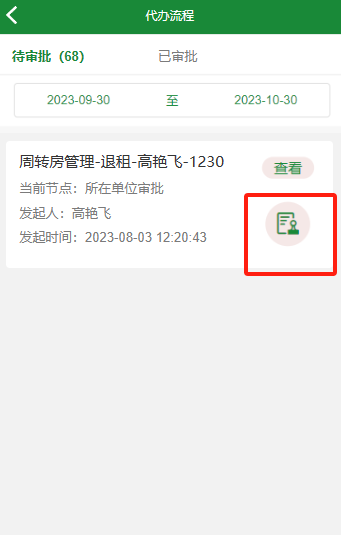 代办流程
待审批（68） 已审批
2023-09-30 至 2023-10-30
周转房管理-退租-高艳飞-1230 查看
当前节点：所在单位审批
发起人：高艳飞
发起时间：2023-08-03 12:20:43